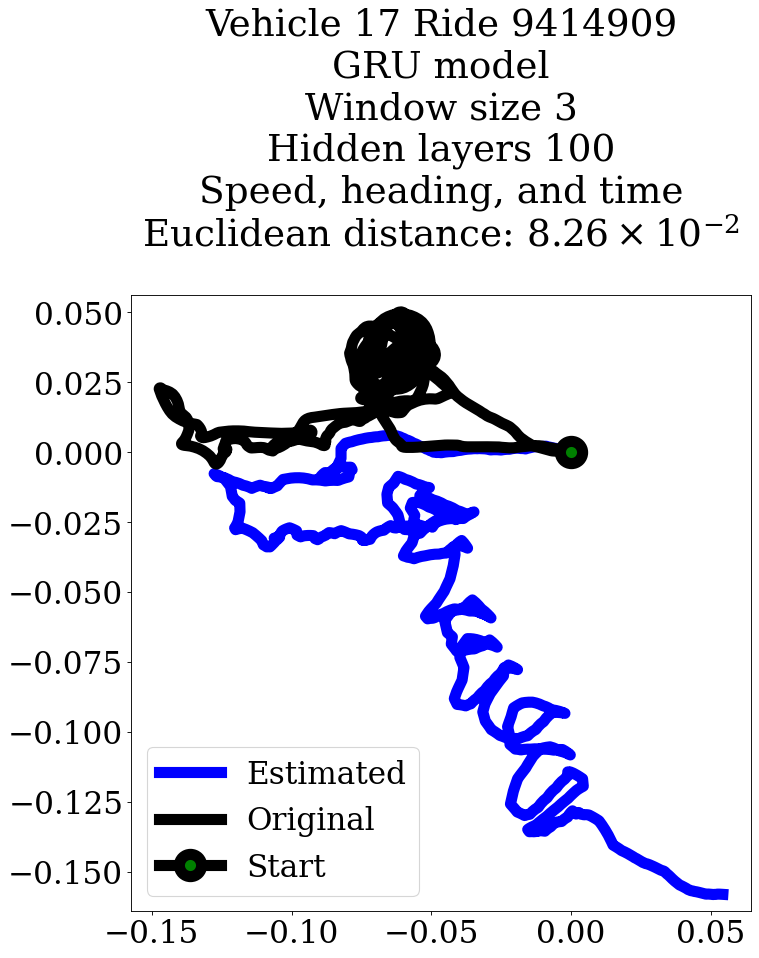 Vehicle 17 Ride 9414909
GRU model
Window size 3
Hidden layers 100
Speed, heading, and time
Euclidean distance: 8.26 × 10⁻²
0.050
0.025
0.000
−0.025
−0.050
−0.075
−0.100
−0.125
−0.150
Estimated
Original
Start
−0.15
−0.10
−0.05
0.00
0.05